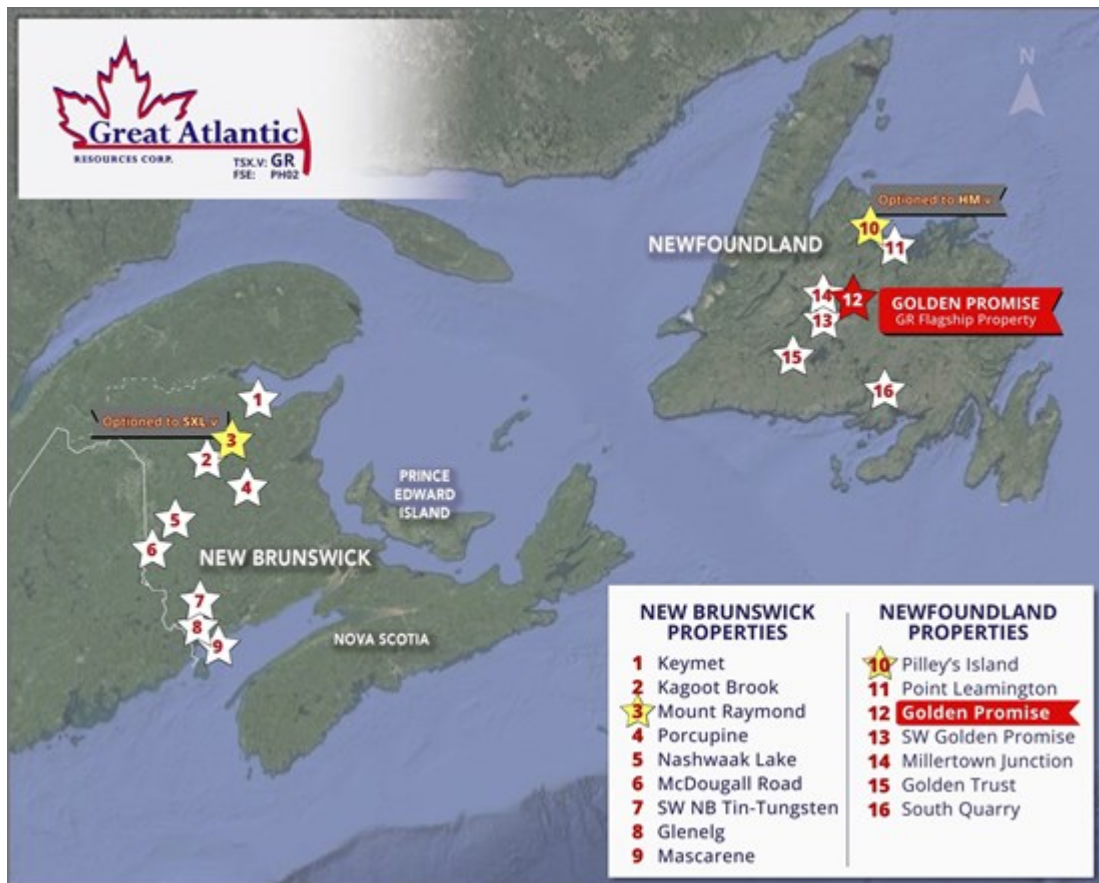 Great Atlantic
RESOURCES CORP.
TSX.V: GR
FSE: PH02
N
Optioned to HM.v
10
NEWFOUNDLAND
11
14
12
GOLDEN PROMISE
GR Flagship Property
13
15
16
1
Optioned to SXL.v
3
2
4
PRINCE
EDWARD
ISLAND
5
6
NEW BRUNSWICK
7
8
9
NOVA SCOTIA
NEW BRUNSWICK
PROPERTIES
1 Keymet
2 Kagoot Brook
3 Mount Raymond
4 Porcupine
5 Nashwaak Lake
6 McDougall Road
7 SW NB Tin-Tungsten
8 Glenelg
9 Mascarene
NEWFOUNDLAND
PROPERTIES
10 Pilley's Island
11 Point Leamington
12 Golden Promise
13 SW Golden Promise
14 Millertown Junction
15 Golden Trust
16 South Quarry